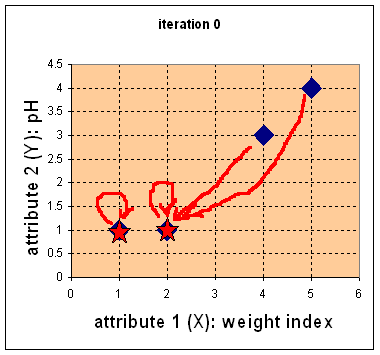 iteration 0
4.5
4
3.5
3
2.5
2
1.5
1
0.5
0
0 1 2 3 4 5 6
attribute 2 (Y): pH
attribute 1 (X): weight index